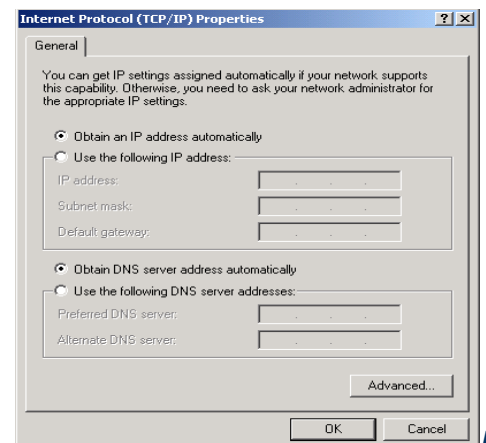 Internet Protocol (TCP/IP) Properties
General
You can get IP settings assigned automatically if your network supports
this capability. Otherwise, you need to ask your network administrator for
the appropriate IP settings.
Obtain an IP address automatically
Use the following IP address:
IP address:
Subnet mask:
Default gateway:
Obtain DNS server address automatically
Use the following DNS server addresses:
Preferred DNS server:
Alternate DNS server:
Advanced...
OK Cancel